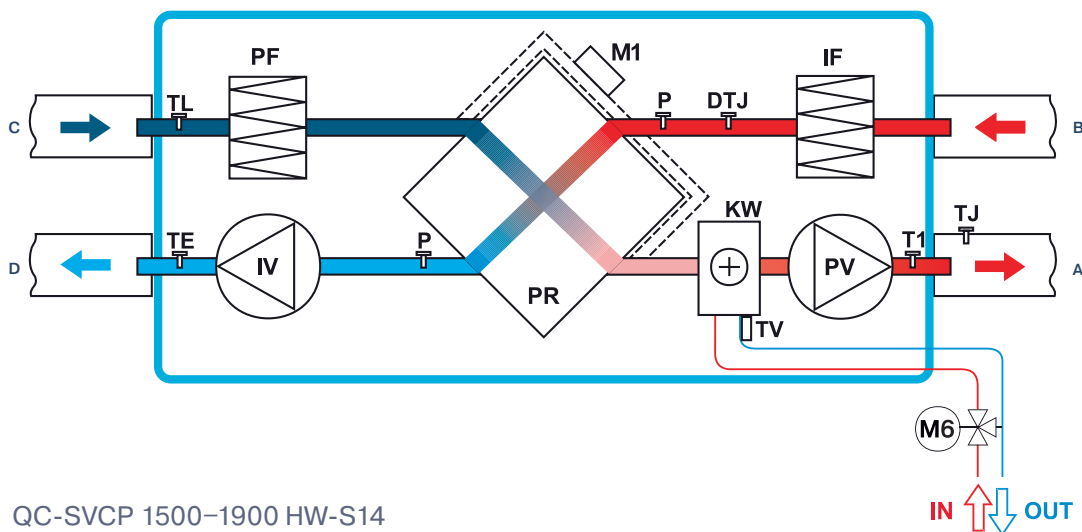 PF
M1
IF
TL
P
DTJ
C
B
KW
TJ
TE
P
T1
IV
PV
D
A
PR
TV
M6
QC-SVCP 1500–1900 HW-S14
IN
OUT